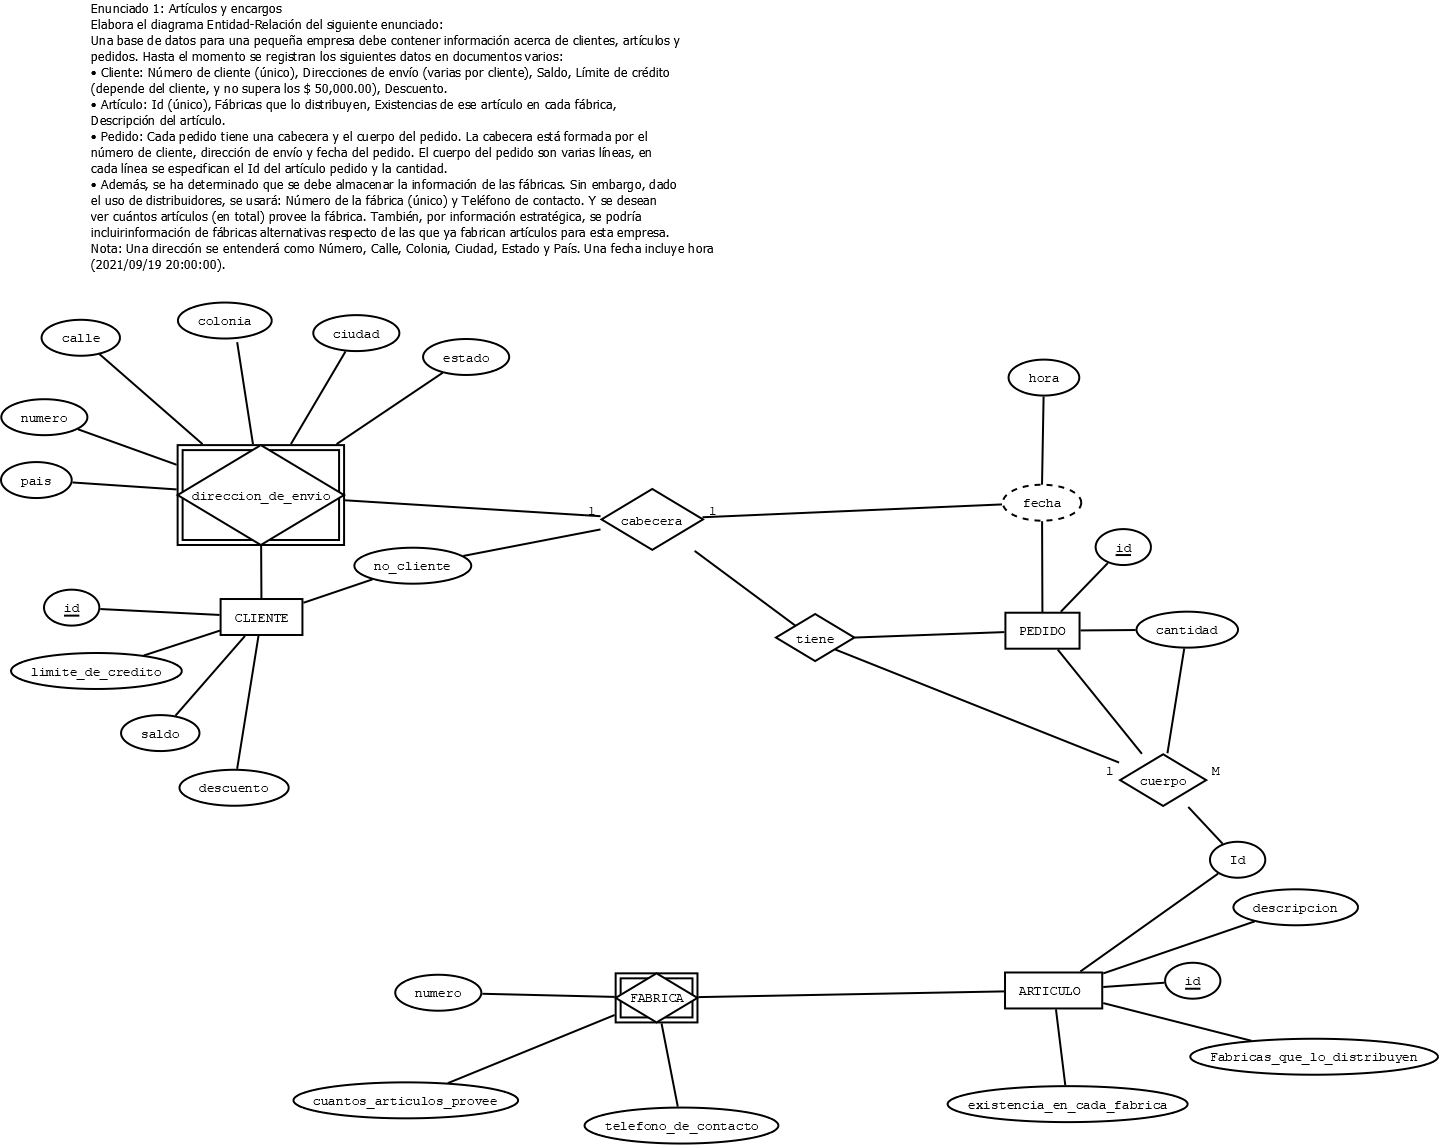 Enunciado 1: Artículos y encargos
Elabora el diagrama Entidad-Relación del siguiente enunciado:
Una base de datos para una pequeña empresa debe contener información acerca de clientes, artículos y
pedidos. Hasta el momento se registran los siguientes datos en documentos varios:
• Cliente: Número de cliente (único), Direcciones de envío (varias por cliente), Saldo, Límite de crédito
(depende del cliente, y no supera los $ 50,000.00), Descuento.
• Artículo: Id (único), Fábricas que lo distribuyen, Existencias de ese artículo en cada fábrica,
Descripción del artículo.
• Pedido: Cada pedido tiene una cabecera y el cuerpo del pedido. La cabecera está formada por el
número de cliente, dirección de envío y fecha del pedido. El cuerpo del pedido son varias líneas, en
cada línea se especifican el Id del artículo pedido y la cantidad.
• Además, se ha determinado que se debe almacenar la información de las fábricas. Sin embargo, dado
el uso de distribuidores, se usará: Número de la fábrica (único) y Teléfono de contacto. Y se desean
ver cuántos artículos (en total) provee la fábrica. También, por información estratégica, se podría
incluirinformación de fábricas alternativas respecto de las que ya fabrican artículos para esta empresa.
Nota: Una dirección se entenderá como Número, Calle, Colonia, Ciudad, Estado y País. Una fecha incluye hora
(2021/09/19 20:00:00).
colonia
calle
ciudad
estado
hora
numero
pais
direccion_de_envio
fecha
1
cabecera
1
id
no_cliente
id
CLIENTE
tiene
PEDIDO
cantidad
limite_de_credito
saldo
descuento
1
cuerpo
M
Id
descripcion
id
numero
FABRICA
ARTICULO
Fabricas_que_lo_distribuyen
cuantos_articulos_provee
existencia_en_cada_fabrica
telefono_de_contacto